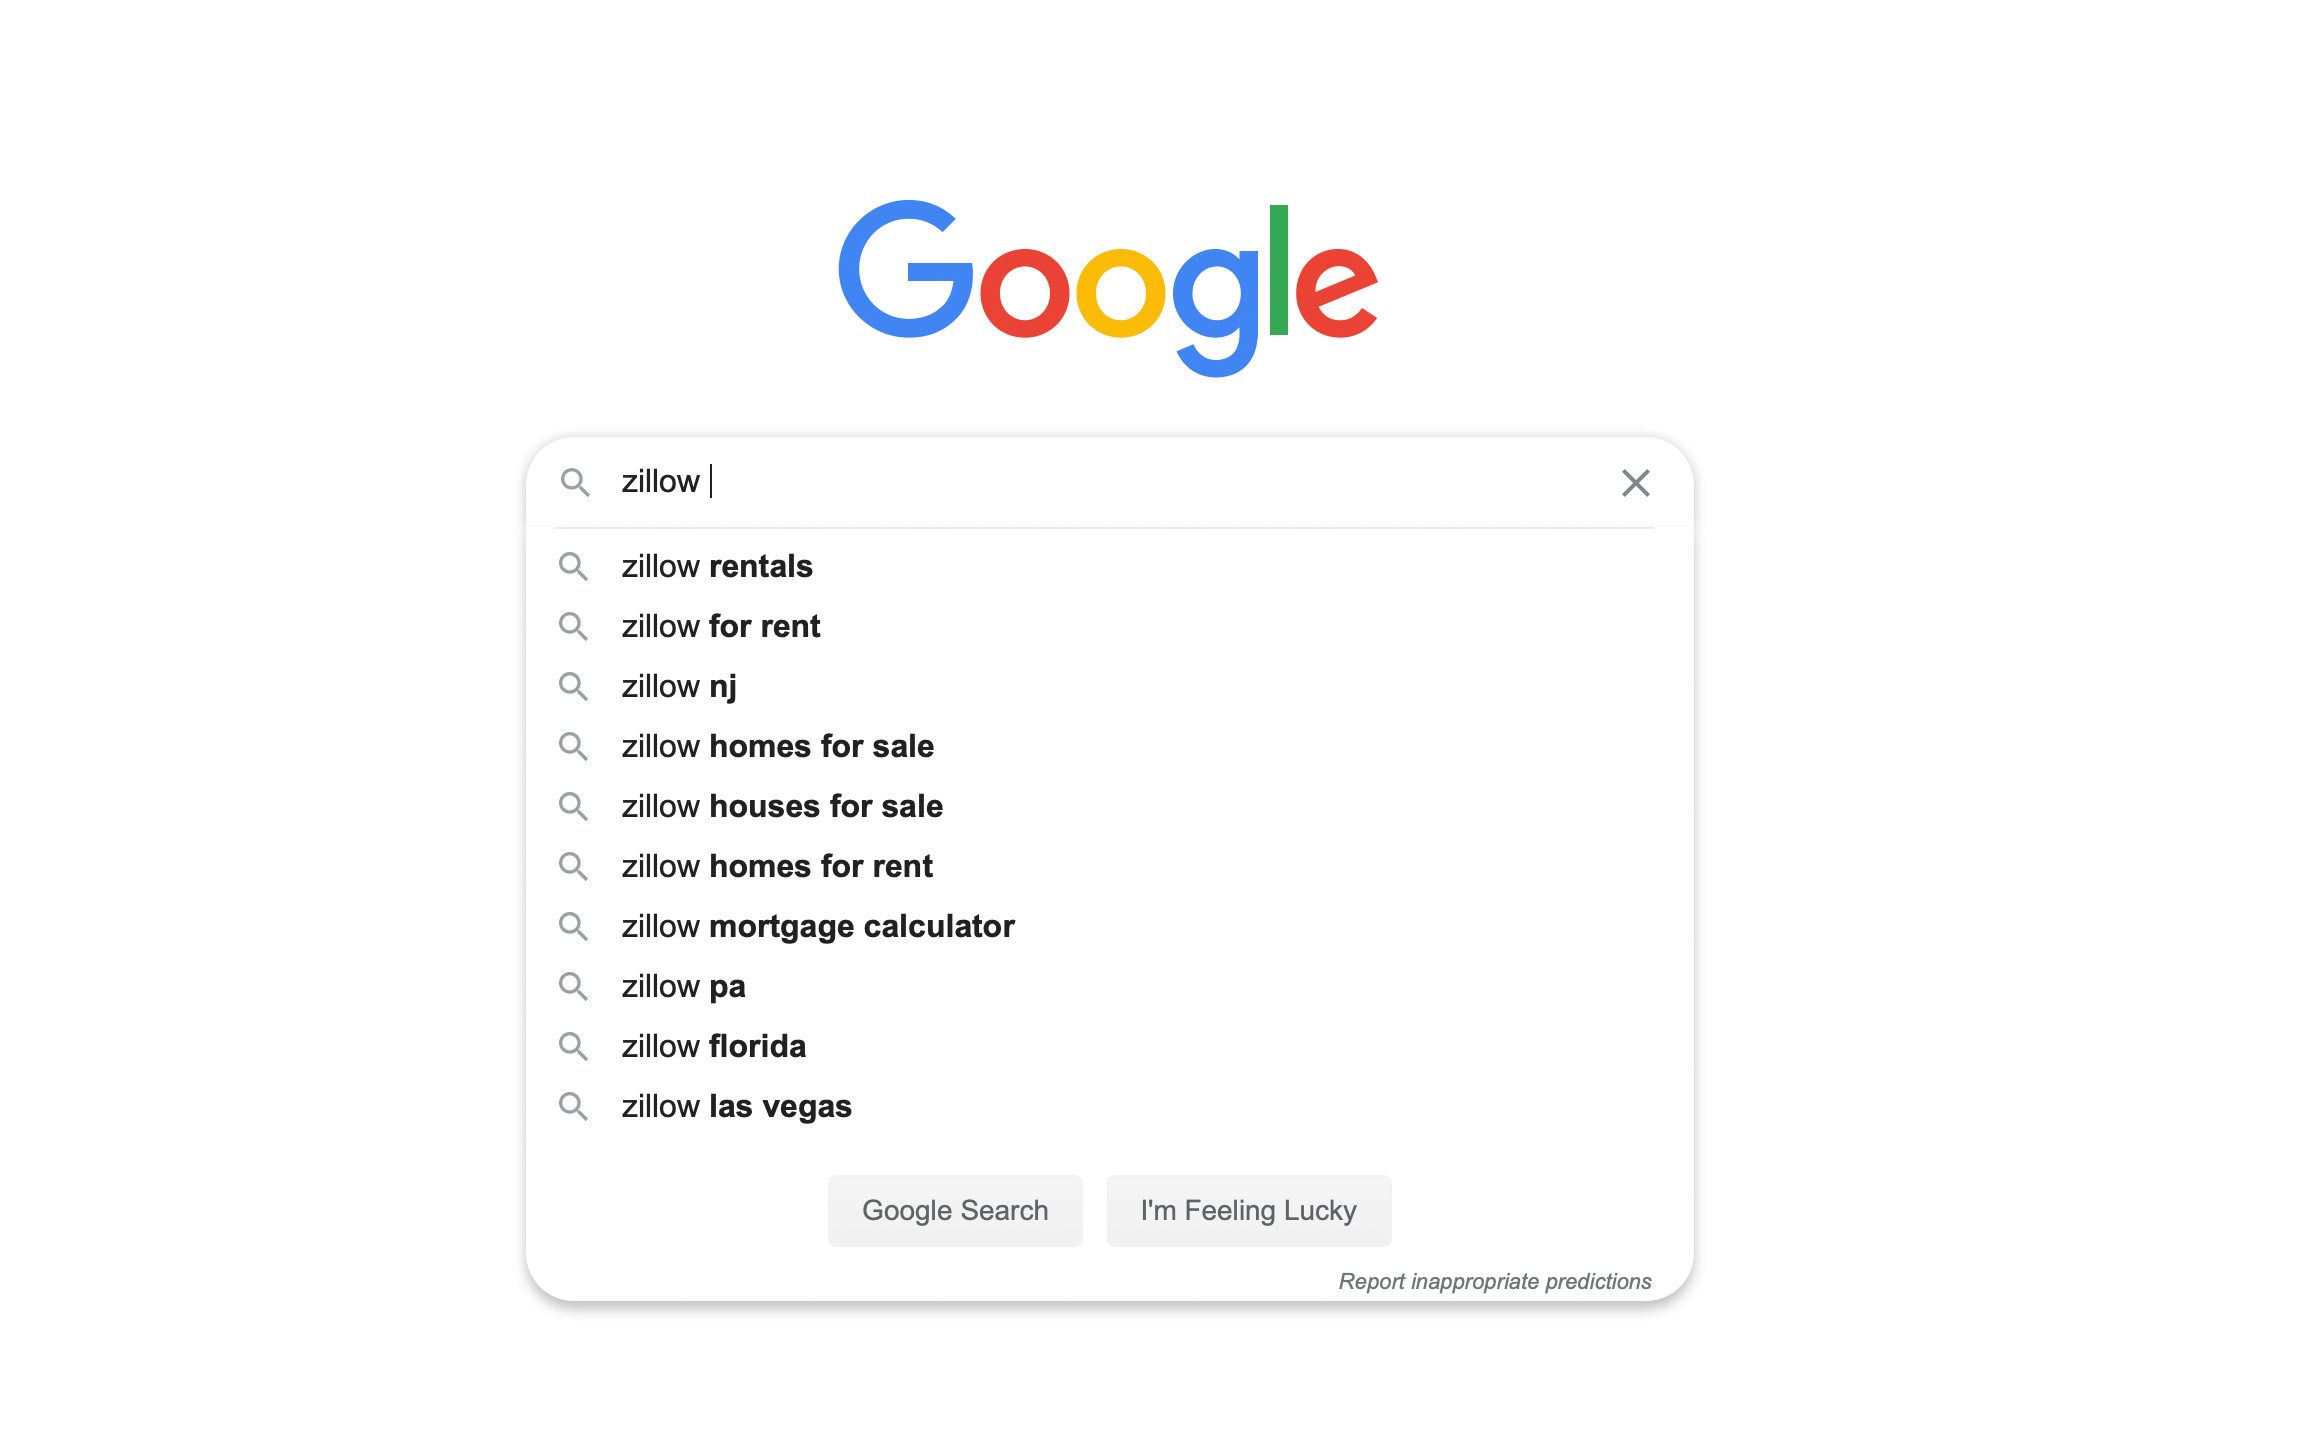 Google
zillow
zillow rentals
zillow for rent
zillow nj
zillow homes for sale
zillow houses for sale
zillow homes for rent
zillow mortgage calculator
zillow pa
zillow florida
zillow las vegas
Google Search
I'm Feeling Lucky
Report inappropriate predictions